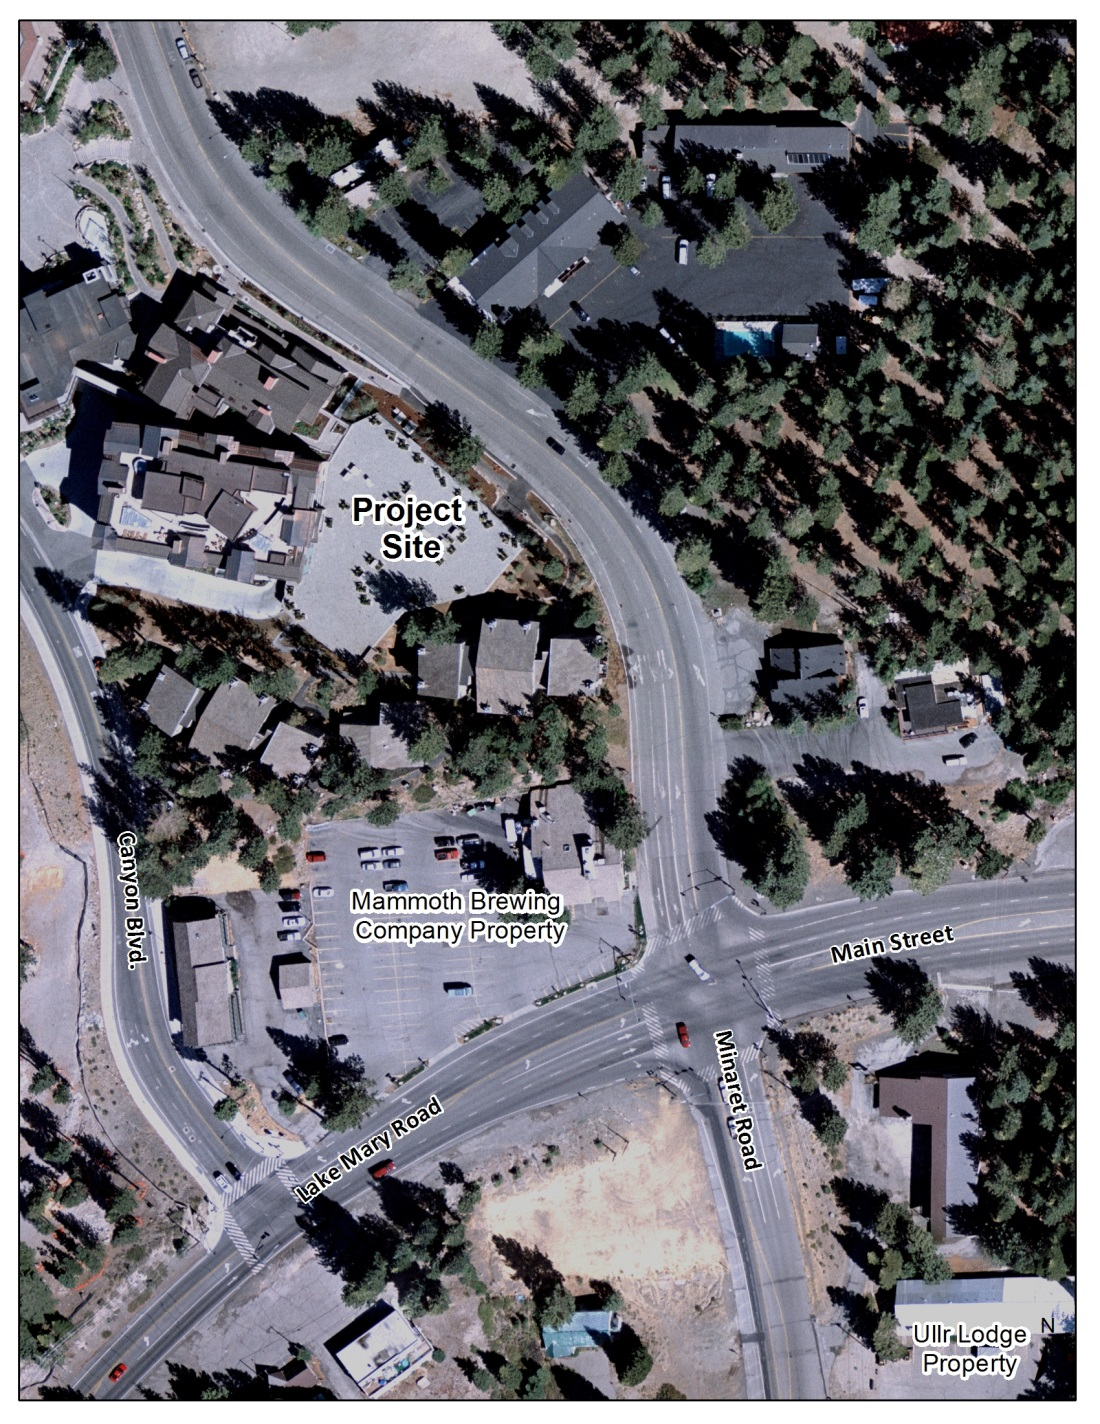 Project
Site
Canyon Blvd.
Mammoth Brewing
Company Property
Main Street
Minaret Road
Lake Mary Road
N
Ullr Lodge
Property